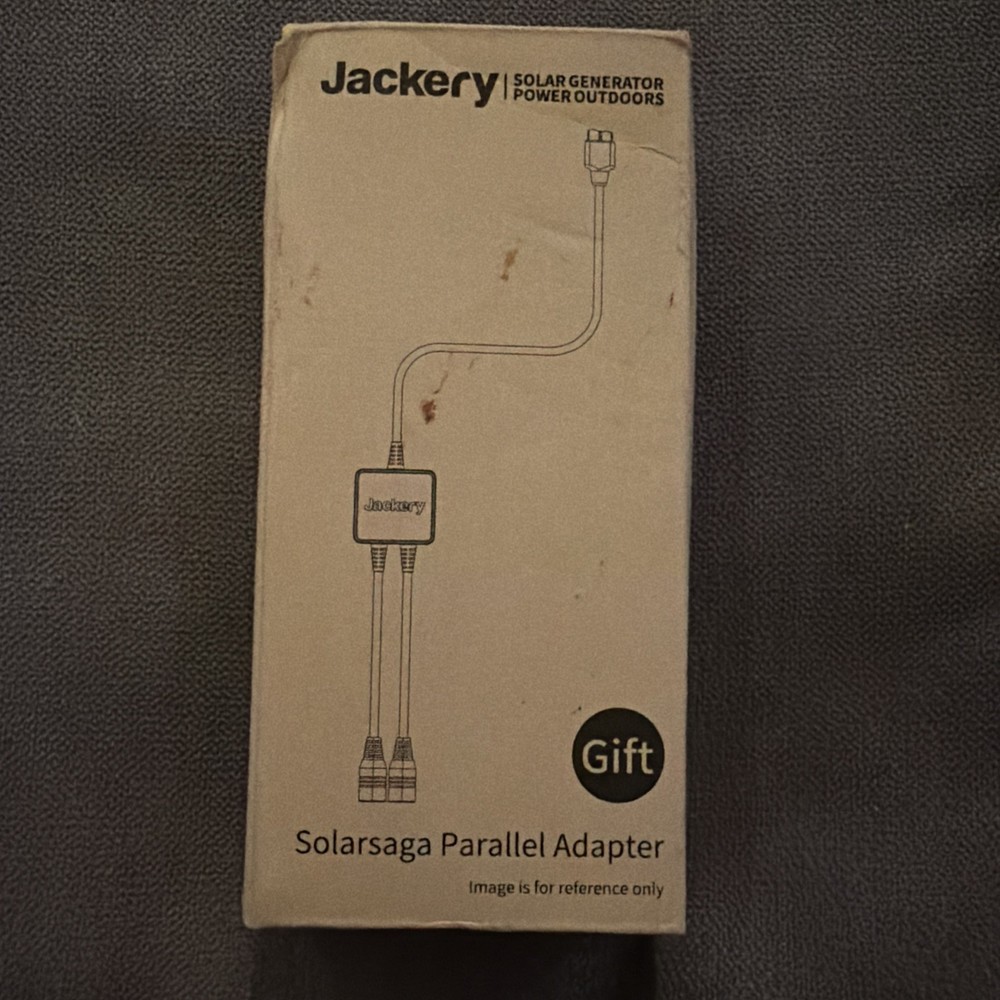 Jackery | SOLAR GENERATOR
POWER OUTDOORS
Jackery
Gift
Solarsaga Parallel Adapter
Image is for reference only